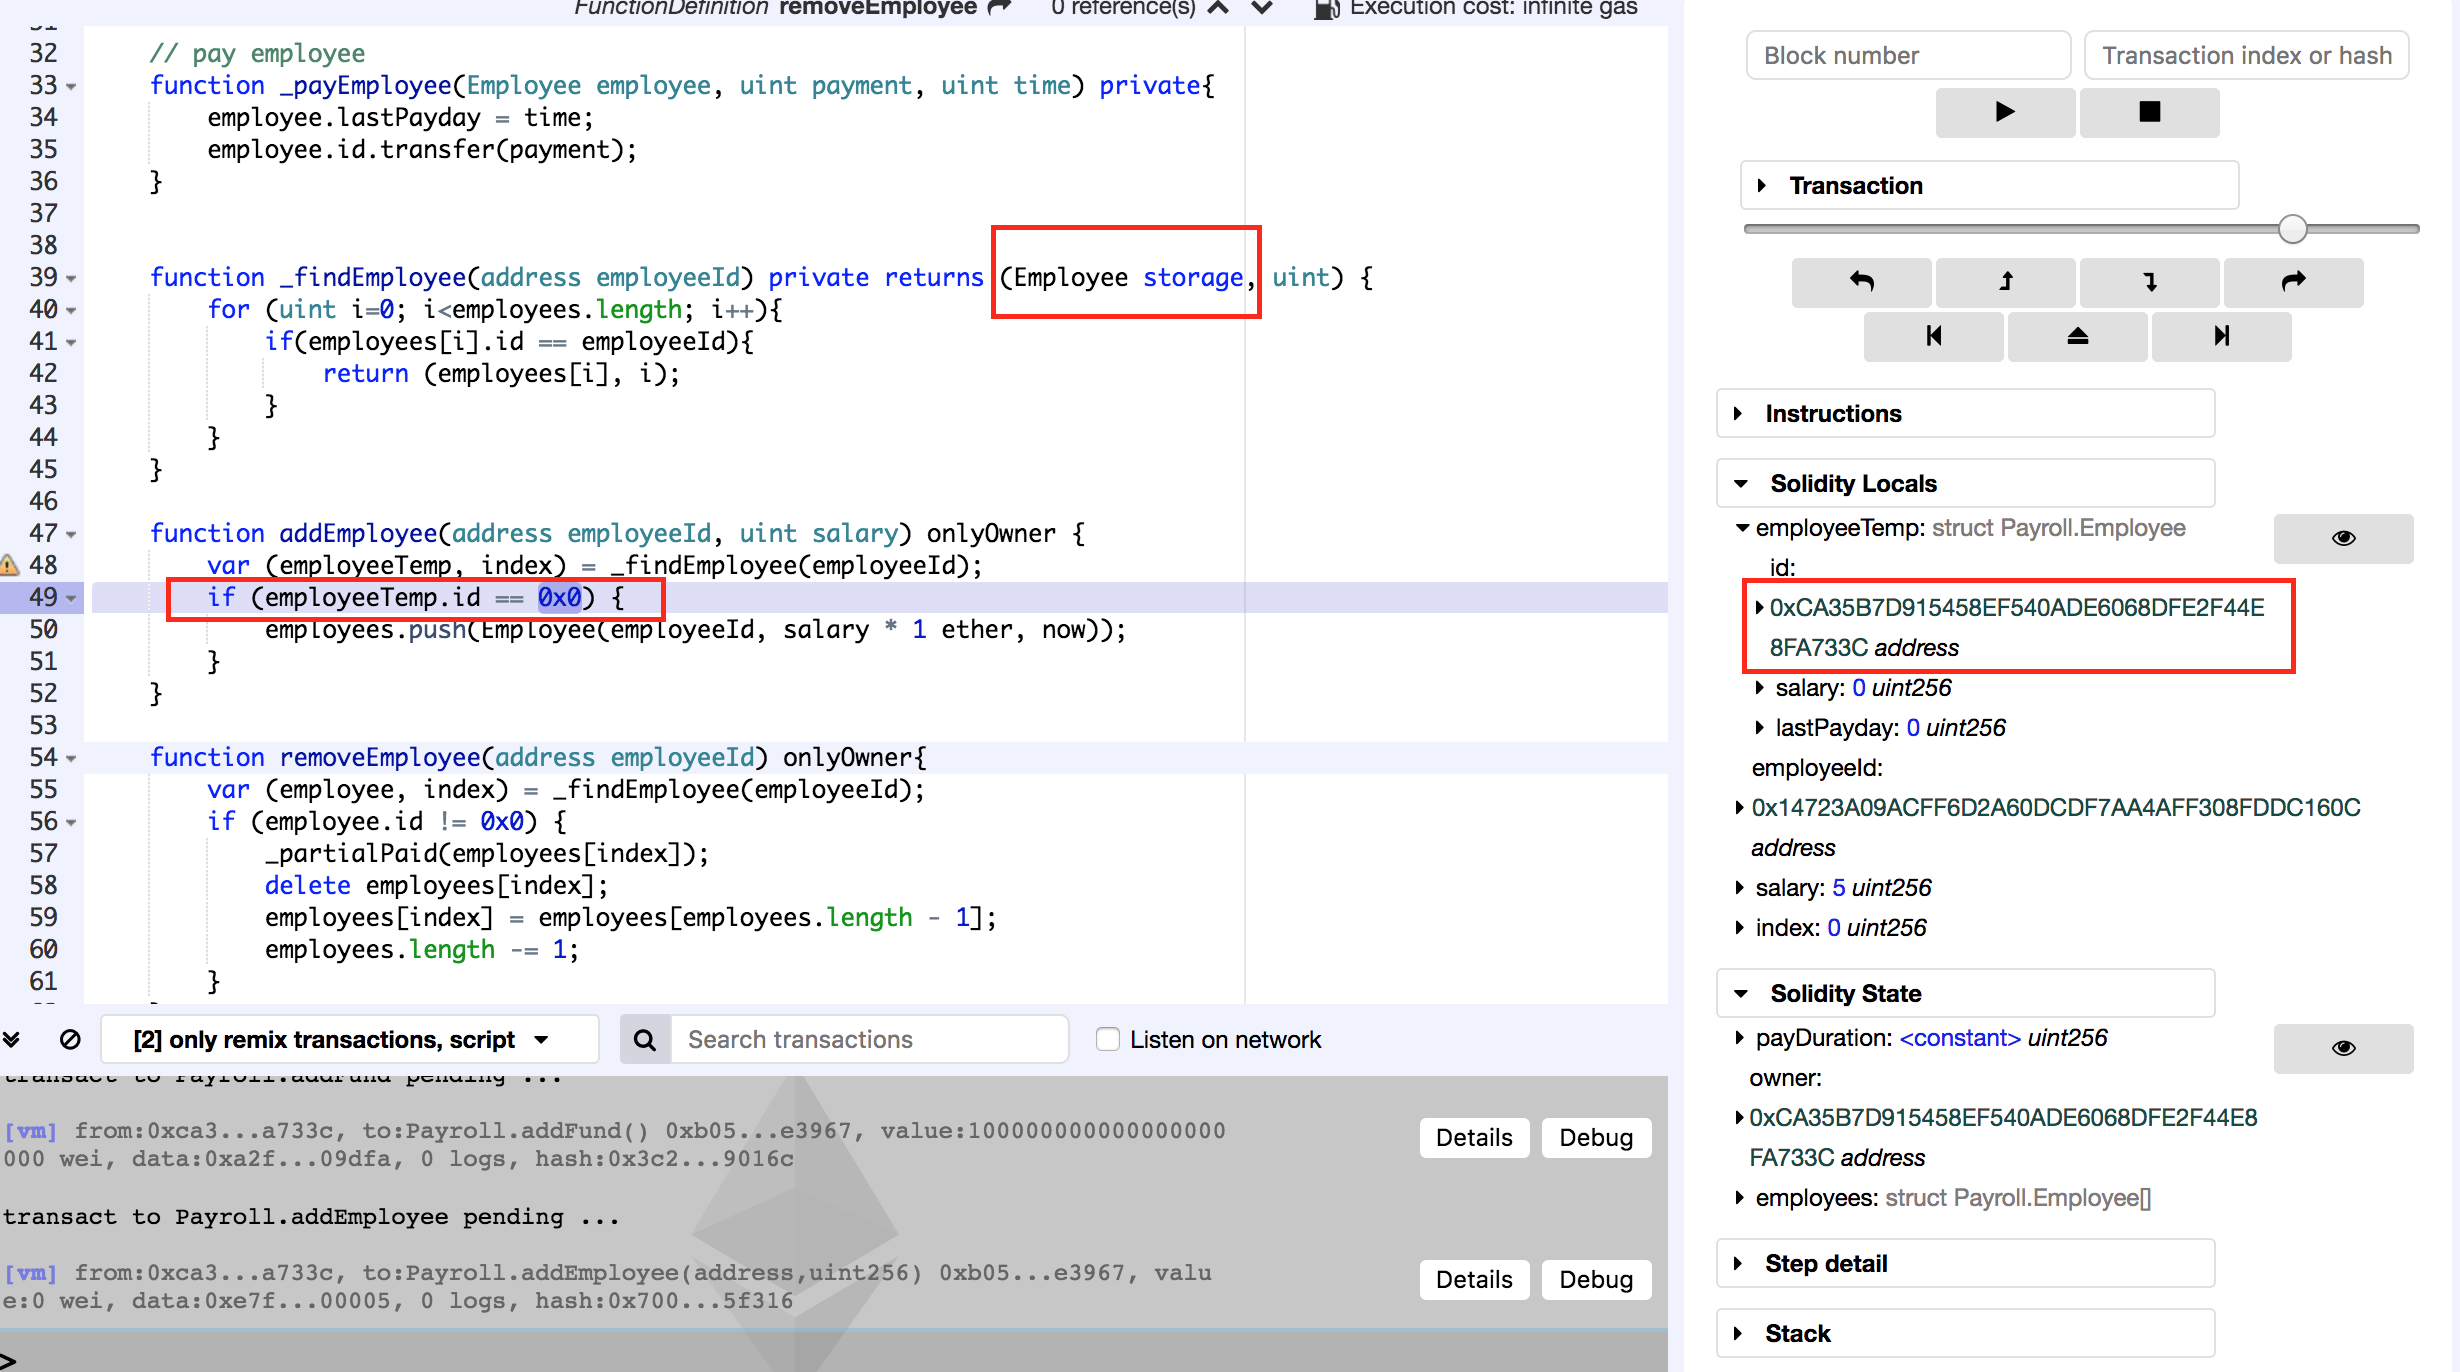 FunctionDefinition removeEmployee 0 reference(s) Execution cost: infinite gas
31
32 // pay employee
33 function _payEmployee(Employee employee, uint payment, uint time) private{
34 employee.lastPayday = time;
35 employee.id.transfer(payment);
36 }
37
38
39 function _findEmployee(address employeeId) private returns (Employee storage, uint) {
40 for (uint i=0; i<employees.length; i++){
41 if(employees[i].id == employeeId){
42 return (employees[i], i);
43 }
44 }
45 }
46
47 function addEmployee(address employeeId, uint salary) onlyOwner {
48 var (employeeTemp, index) = _findEmployee(employeeId);
49 if (employeeTemp.id == 0x0) {
50 employees.push(Employee(employeeId, salary * 1 ether, now));
51 }
52 }
53
54 function removeEmployee(address employeeId) onlyOwner{
55 var (employee, index) = _findEmployee(employeeId);
56 if (employee.id != 0x0) {
57 _partialPaid(employees[index]);
58 delete employees[index];
59 employees[index] = employees[employees.length - 1];
60 employees.length -= 1;
61 }
[2] only remix transactions, script
Search transactions
Listen on network
transact to Payroll.addFund pending ...
[vm] from:0xca3...a733c, to:Payroll.addFund() 0xb05...e3967, value:100000000000000000
000 wei, data:0xa2f...09dfa, 0 logs, hash:0x3c2...9016c
Details Debug
transact to Payroll.addEmployee pending ...
[vm] from:0xca3...a733c, to:Payroll.addEmployee(address,uint256) 0xb05...e3967, valu
e:0 wei, data:0xe7f...00005, 0 logs, hash:0x700...5f316
Details Debug
>
Block number
Transaction index or hash
Transaction
Instructions
Solidity Locals
employeeTemp: struct Payroll.Employee
id:
0xCA35B7D915458EF540ADE6068DFE2F44E
8FA733C address
salary: 0 uint256
lastPayday: 0 uint256
employeeId:
0x14723A09ACFF6D2A60DCDF7AA4AFF308FDDC160C
address
salary: 5 uint256
index: 0 uint256
Solidity State
payDuration: <constant> uint256
owner:
0xCA35B7D915458EF540ADE6068DFE2F44E8
FA733C address
employees: struct Payroll.Employee[]
Step detail
Stack